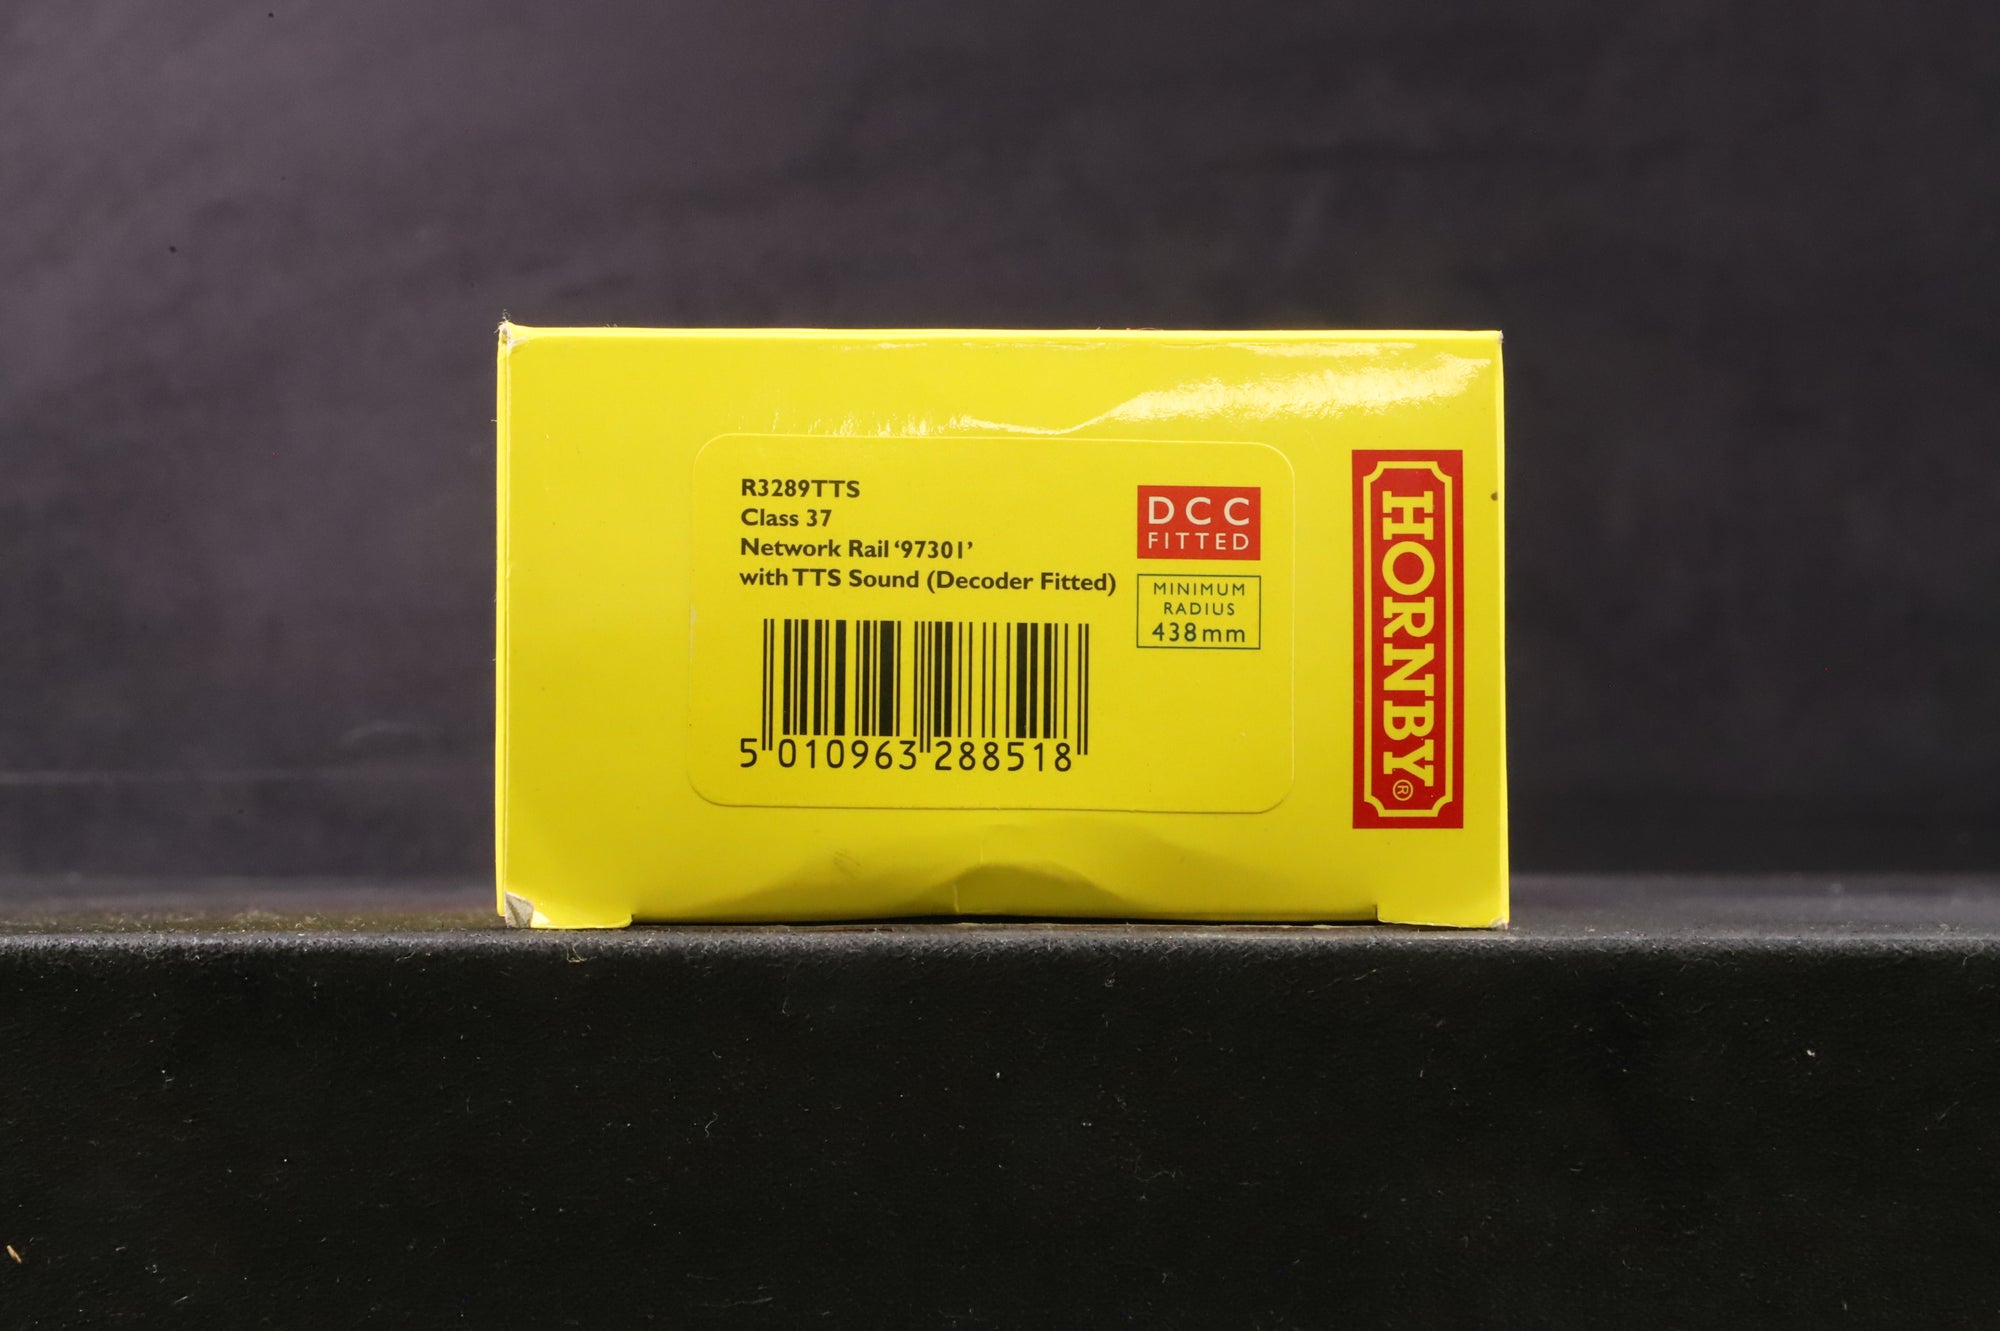 R3289TTS
Class 37
Network Rail ‘97301’
with TTS Sound (Decoder Fitted)
5 010963 288518
DCC
FITTED
MINIMUM
RADIUS
438mm
HORNBY®